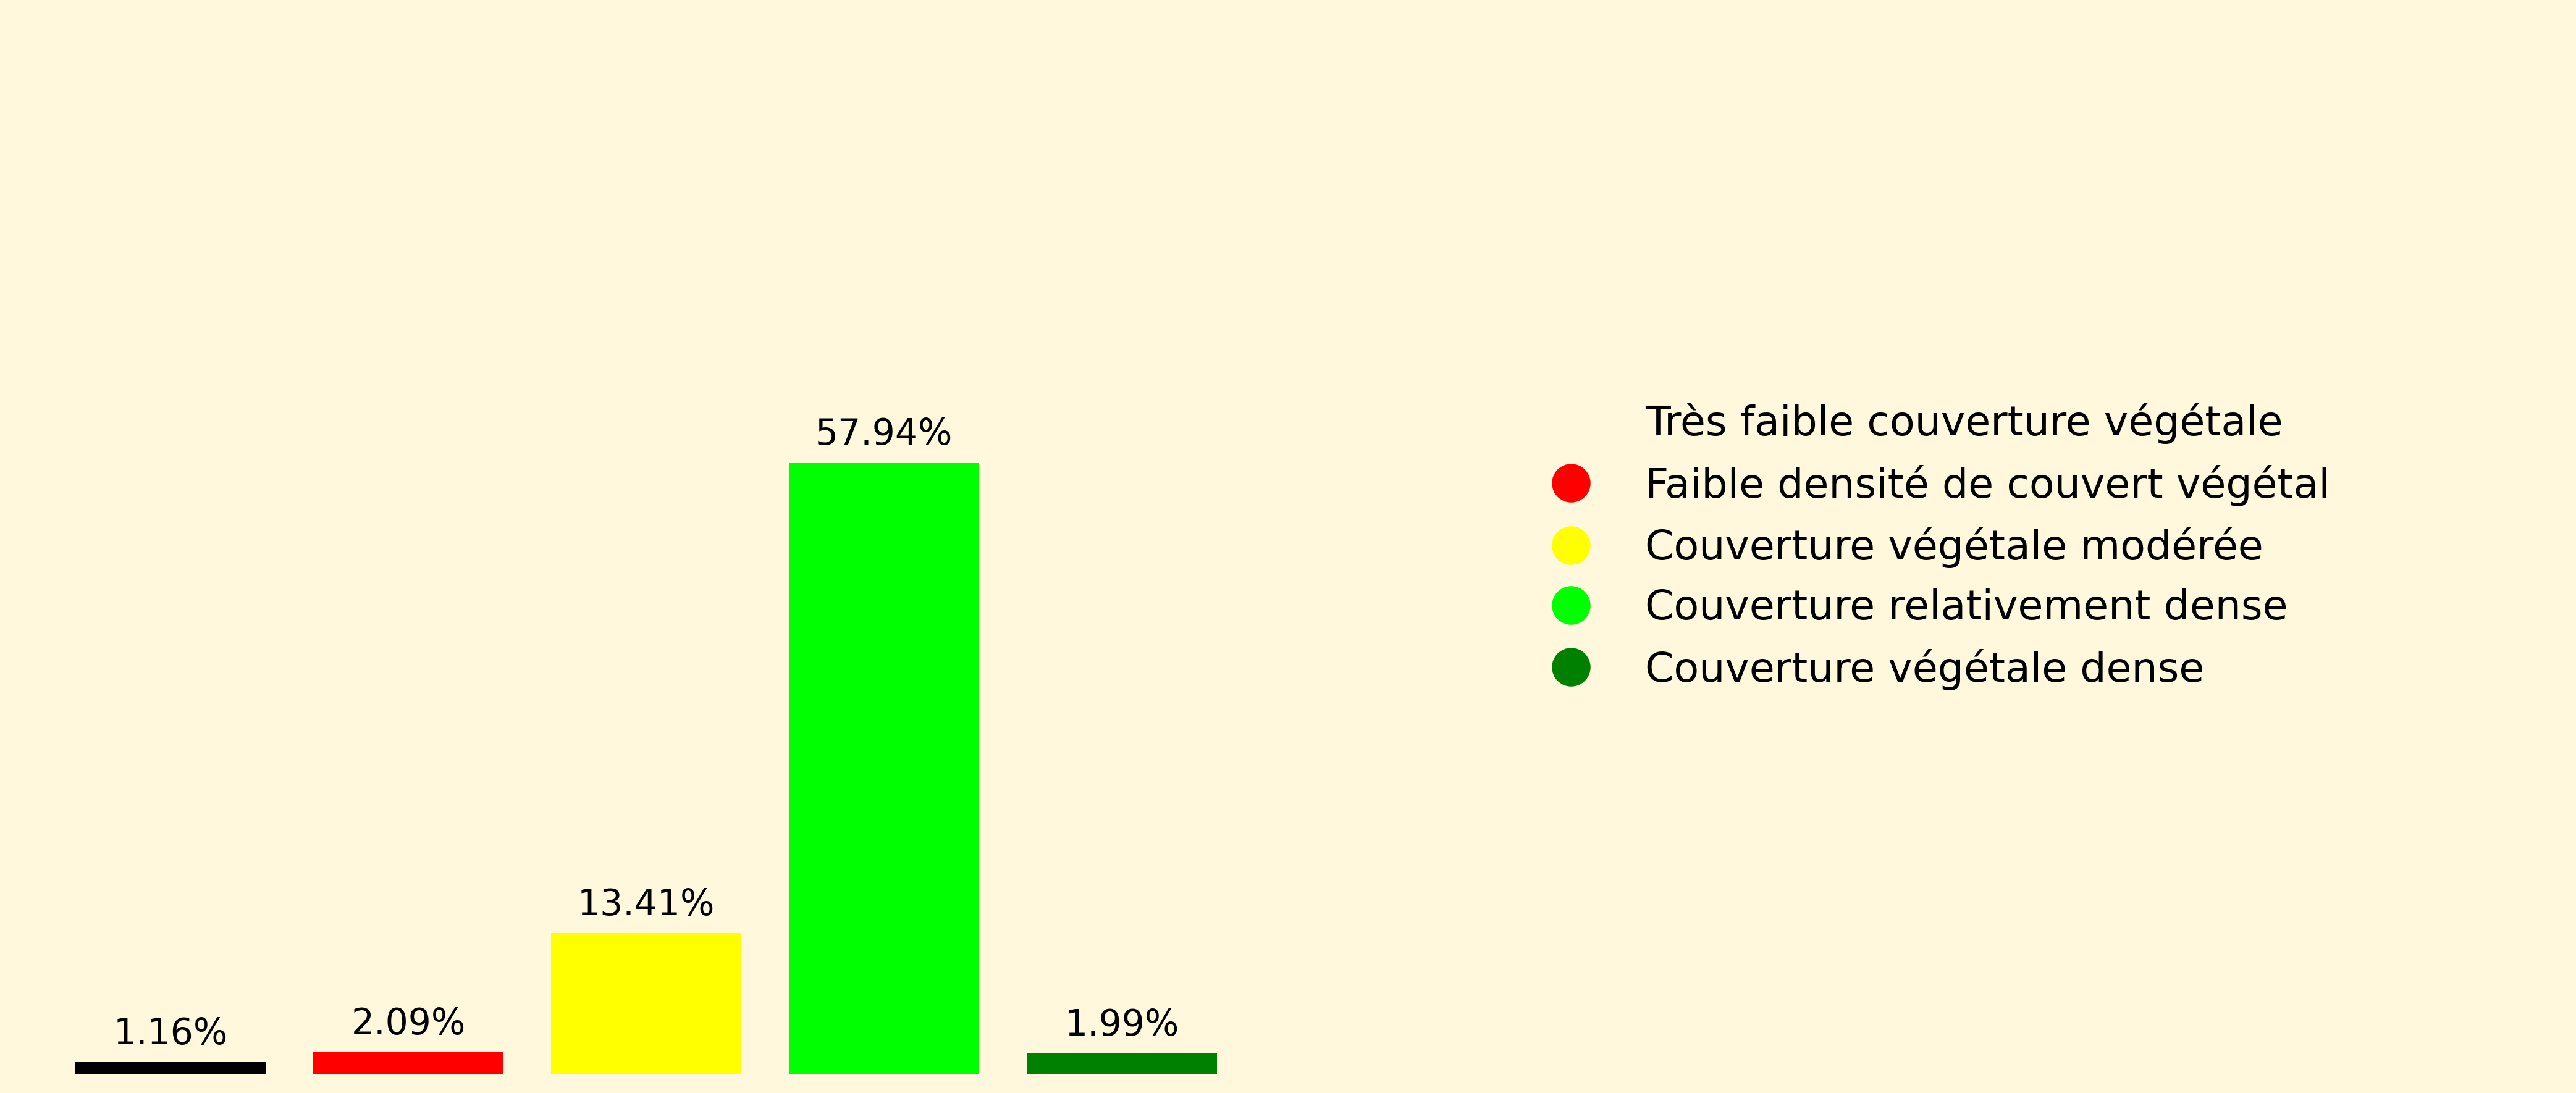 57.94%
13.41%
1.16%
2.09%
1.99%
Très faible couverture végétale
Faible densité de couvert végétal
Couverture végétale modérée
Couverture relativement dense
Couverture végétale dense